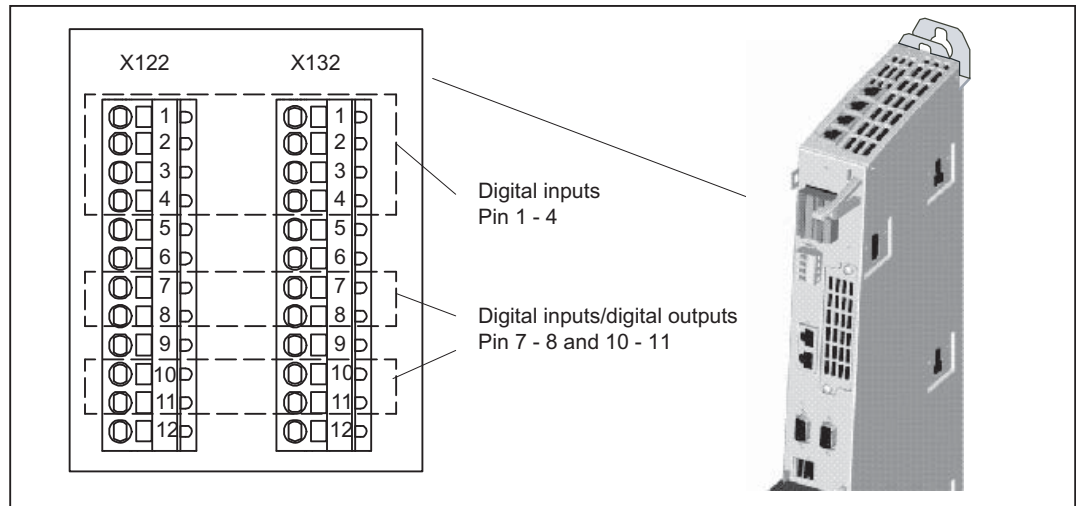 X122 X132
1 1
2 2
3 3
4 4
5 5
6 6
7 7
8 8
9 9
10 10
11 11
12 12
Digital inputs
Pin 1 - 4
Digital inputs/digital outputs
Pin 7 - 8 and 10 - 11